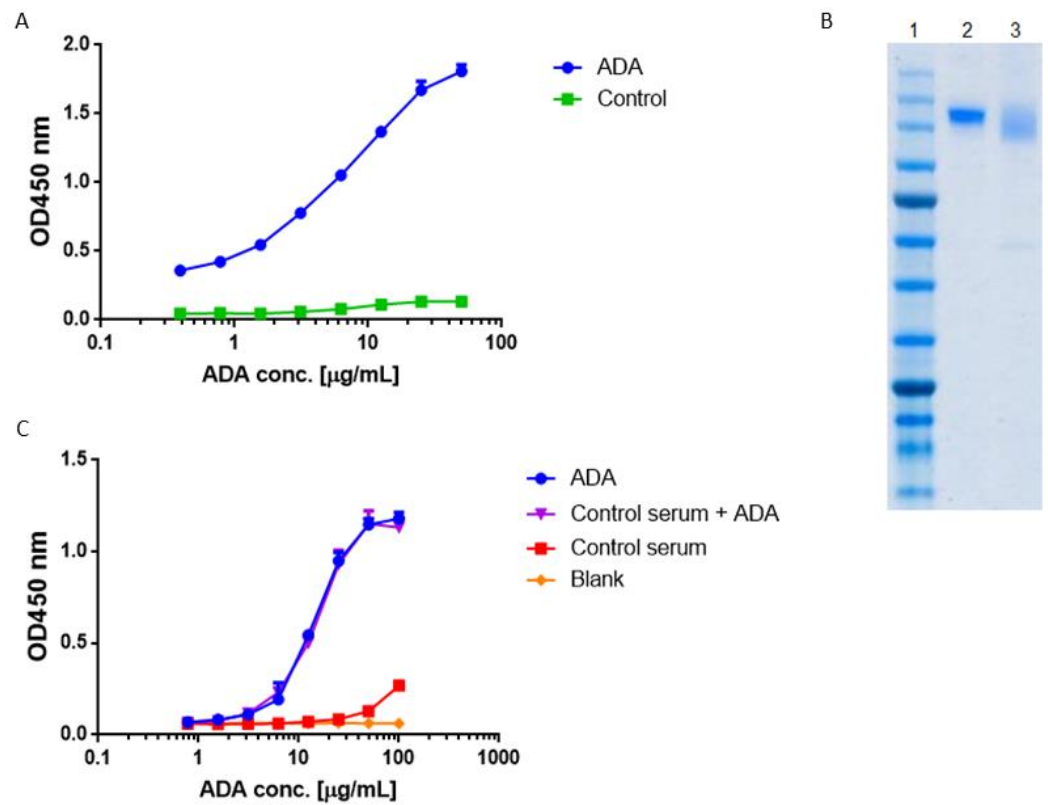 A
2.0
1.5
1.0
0.5
0.0
OD450 nm
0.1
1
10
100
ADA conc. [μg/mL]
ADA
Control
B
1 2 3
C
1.5
1.0
0.5
0.0
OD450 nm
0.1
1
10
100
1000
ADA conc. [μg/mL]
ADA
Control serum + ADA
Control serum
Blank